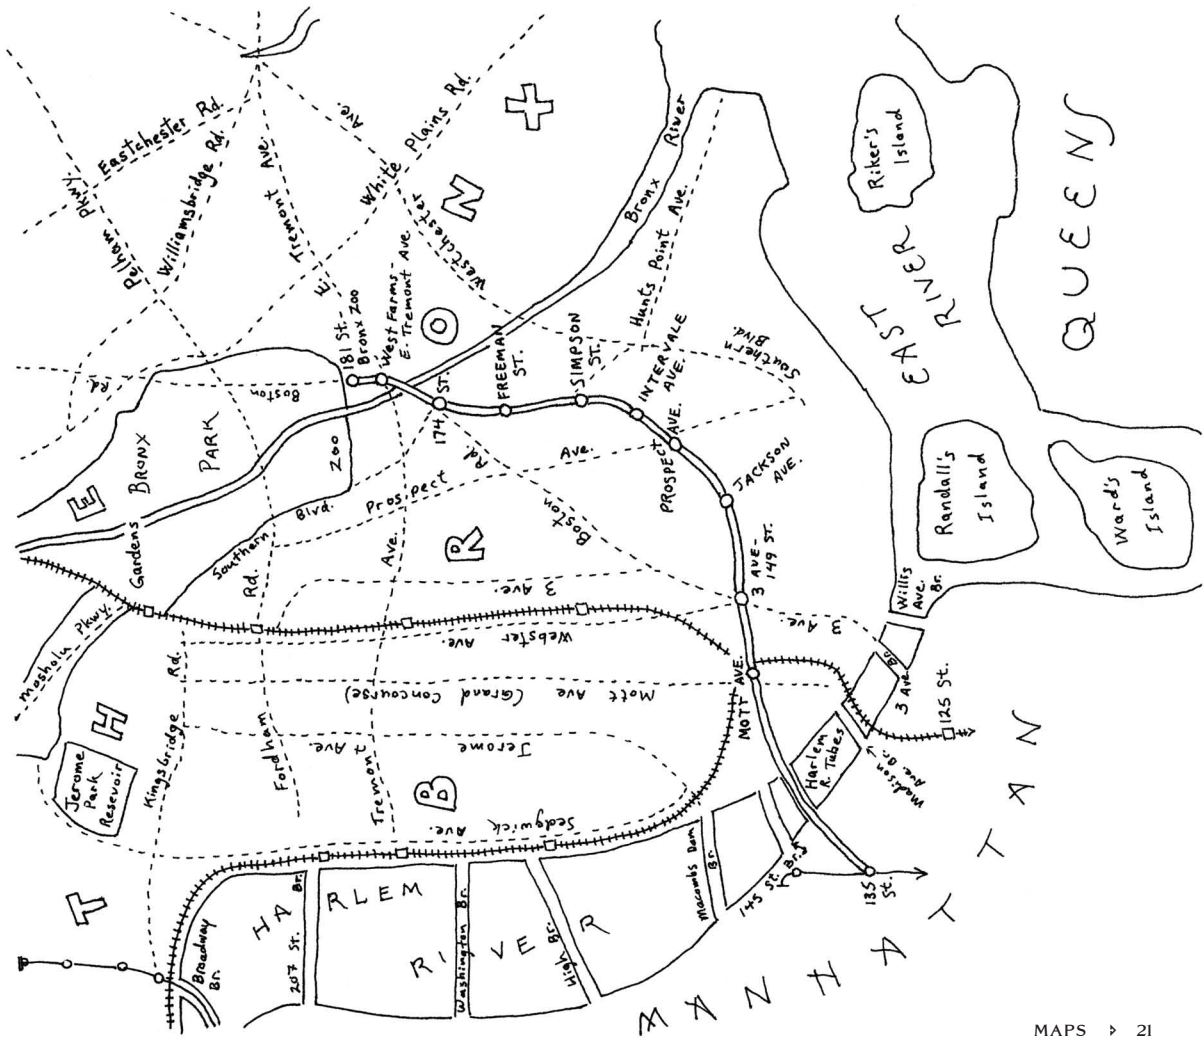 THE BRONX
Eastchester Rd.
Williamsbridge Rd.
Pelham Pkwy.
E. Tremont Ave.
Westchester Ave.
White Plains Rd.
Bronx River
Hunts Point Ave.
Riker's
Island
QUEENS
EAST
RIVER
181 St.
Bronx Zoo
West Farms -
E. Tremont Ave.
174 ST.
FREEMAN
ST.
SIMPSON
ST.
INTERVALE
AVE.
PROSPECT AVE.
JACKSON
AVE.
3 AVE-
149 ST.
MOTT AVE.
135
St.
Southern
Blvd.
Boston Rd.
BRONX
PARK
ZOO
Gardens
Southern Blvd.
Prospect Ave.
Boston Rd.
Randall's
Island
Ward's
Island
Willis
Ave.
Br.
3 Ave.
3 Ave.
3 Ave. Br.
125 St.
Madison
Ave. Br.
Harlem
R. Tubes
Mosholu Pkwy.
Webster Ave.
Mott Ave (Grand Concourse)
Jerome Ave.
Sedgwick Ave.
Kingsbridge Rd.
Fordham Rd.
Tremont Ave.
Jerome
Park
Reservoir
Broadway
Br.
207 St. Br.
HARLEM
RIVER
Washington Br.
High Br.
Macombs Dam
Br.
145 St. Br.
MANHATTAN
MAPS 21